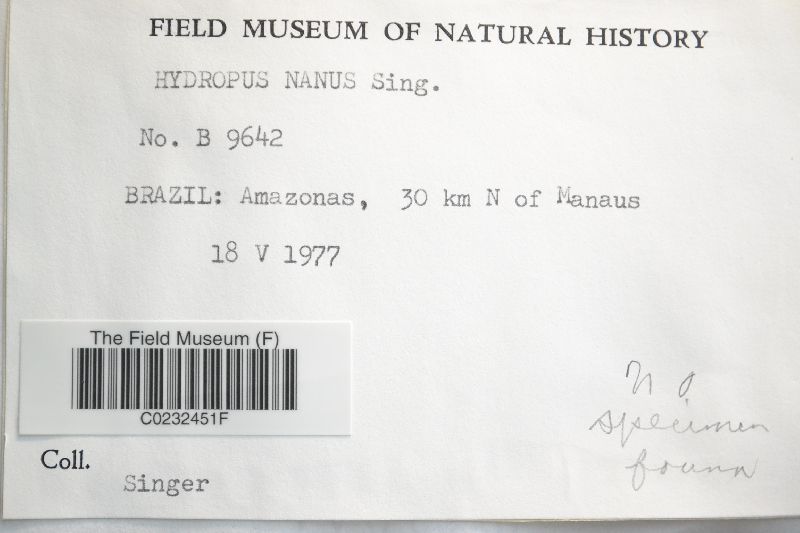 FIELD MUSEUM OF NATURAL HISTORY
HYDROPUS NANUS Sing.
No. B 9642
BRAZIL: Amazonas, 30 km N of Manaus
18 V 1977
The Field Museum (F)
C0232451F
No
specimen
found
Coll.
Singer